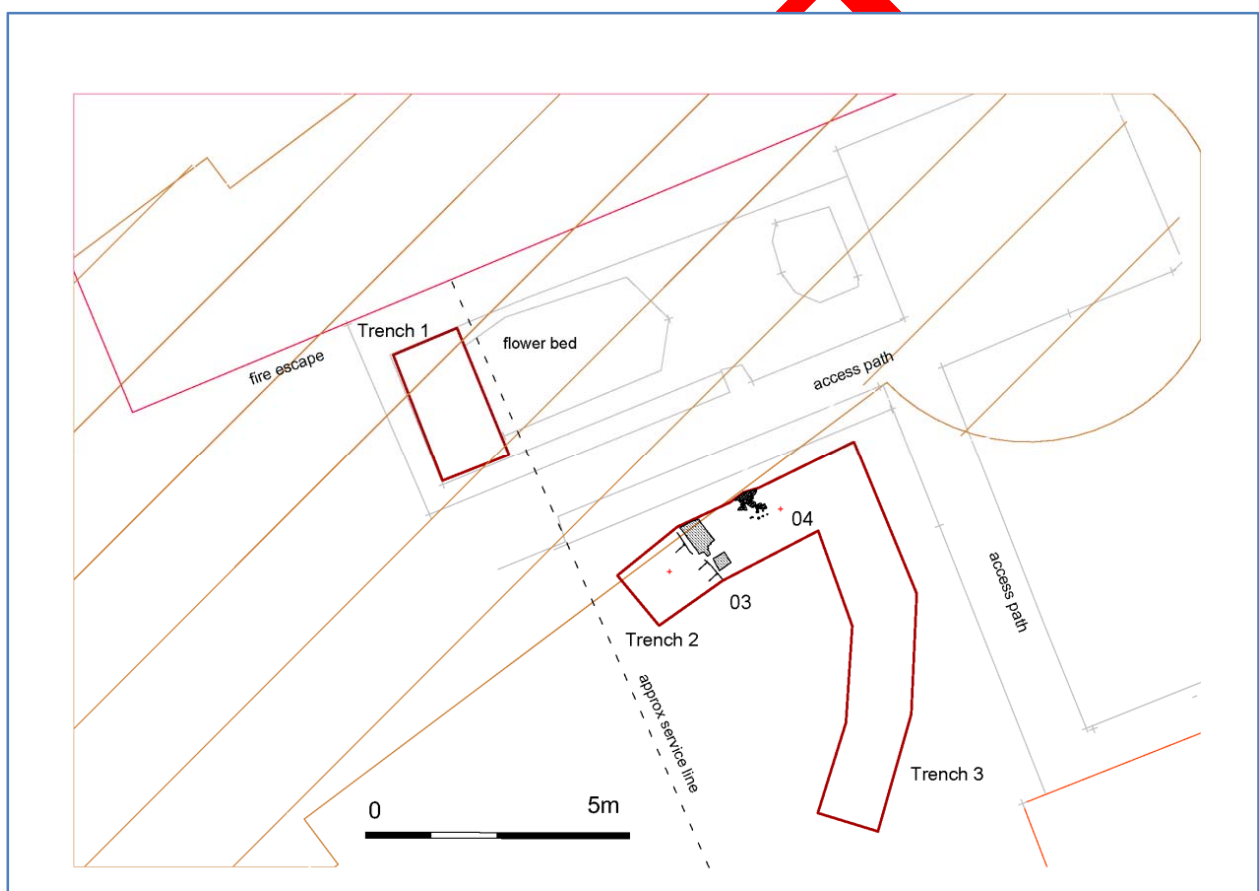 Trench 1
flower bed
fire escape
access path
04
03
access path
Trench 2
approx service line
Trench 3
0
5m